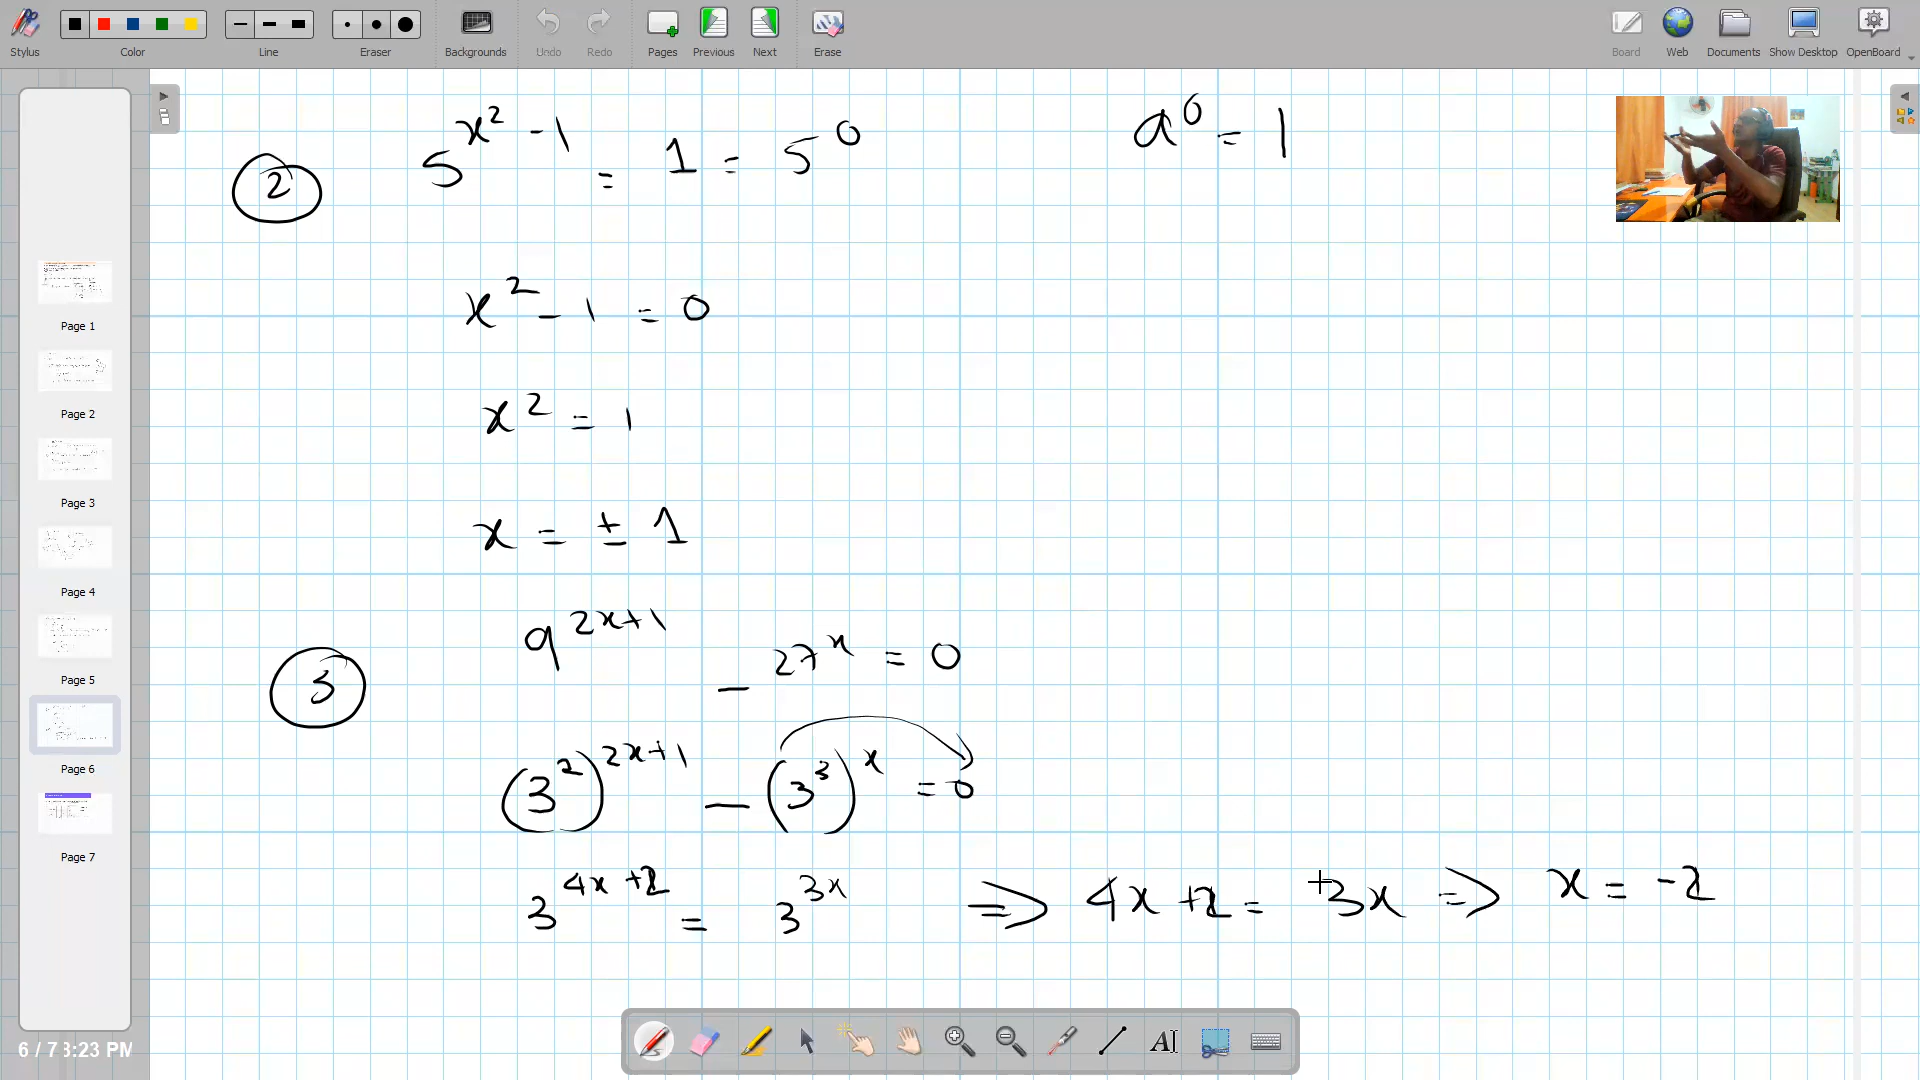 Stylus Color Line Eraser Backgrounds Undo Redo Pages Previous Next Erase Board Web Documents Show Desktop OpenBoard
② 5^{x^2 - 1} = 1 = 5^0
a^0 = 1
x^2 - 1 = 0
x^2 = 1
x = ± 1
③ 9^{2x+1} - 27^x = 0
(3^2)^{2x+1} - (3^3)^x = 0
3^{4x+2} = 3^{3x} ⇒ 4x+2 = 3x ⇒ x = -2
Page 1
Page 2
Page 3
Page 4
Page 5
Page 6
Page 7
6 / 7
3:23 PM